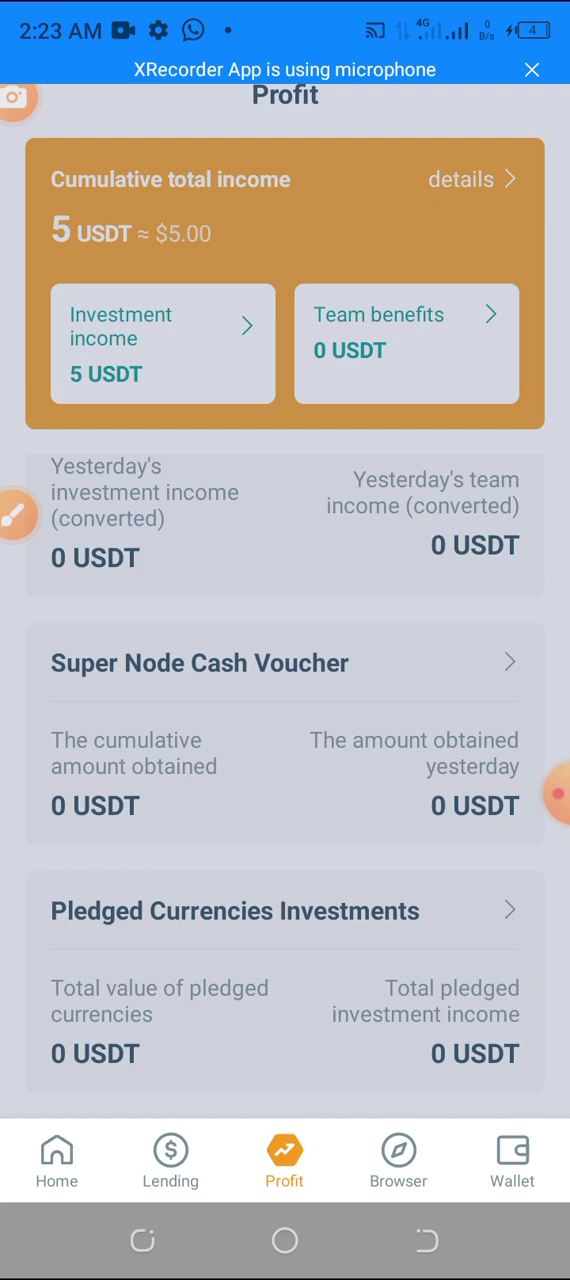 2:23 AM
4G
0
B/s
4
XRecorder App is using microphone
Profit
Cumulative total income
details
5 USDT ≈ $5.00
Investment
income
5 USDT
Team benefits
0 USDT
Yesterday's
investment income
(converted)
0 USDT
Yesterday's team
income (converted)
0 USDT
Super Node Cash Voucher
The cumulative
amount obtained
0 USDT
The amount obtained
yesterday
0 USDT
Pledged Currencies Investments
Total value of pledged
currencies
0 USDT
Total pledged
investment income
0 USDT
Home
Lending
Profit
Browser
Wallet